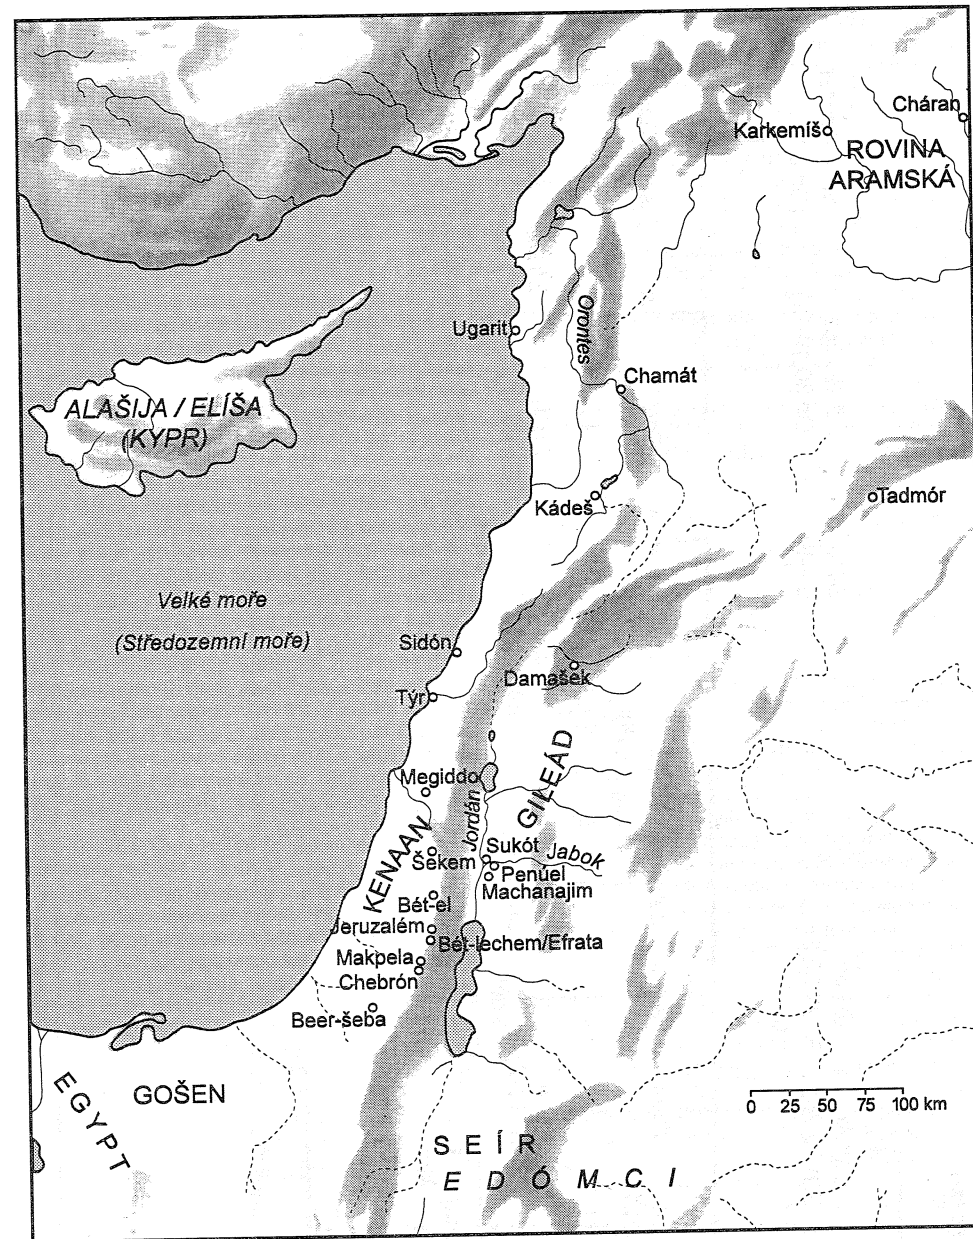 Cháran
Karkemíš
ROVINA
ARAMSKÁ
Ugarit
Orontes
Chamát
ALAŠIJA / ELÍŠA
(KYPR)
Kádeš
Tadmór
Velké moře
(Středozemní moře)
Sidón
Damašek
Týr
GILEÁD
Megiddo
Jordán
KENAAN
Sukót
Jabok
Šekem
Penúel
Machanajim
Bét-el
Jeruzalém
Bét-lechem/Efrata
Makpela
Chebrón
Beer-šeba
EGYPT
GOŠEN
0 25 50 75 100 km
SEÍR
EDÓMCI